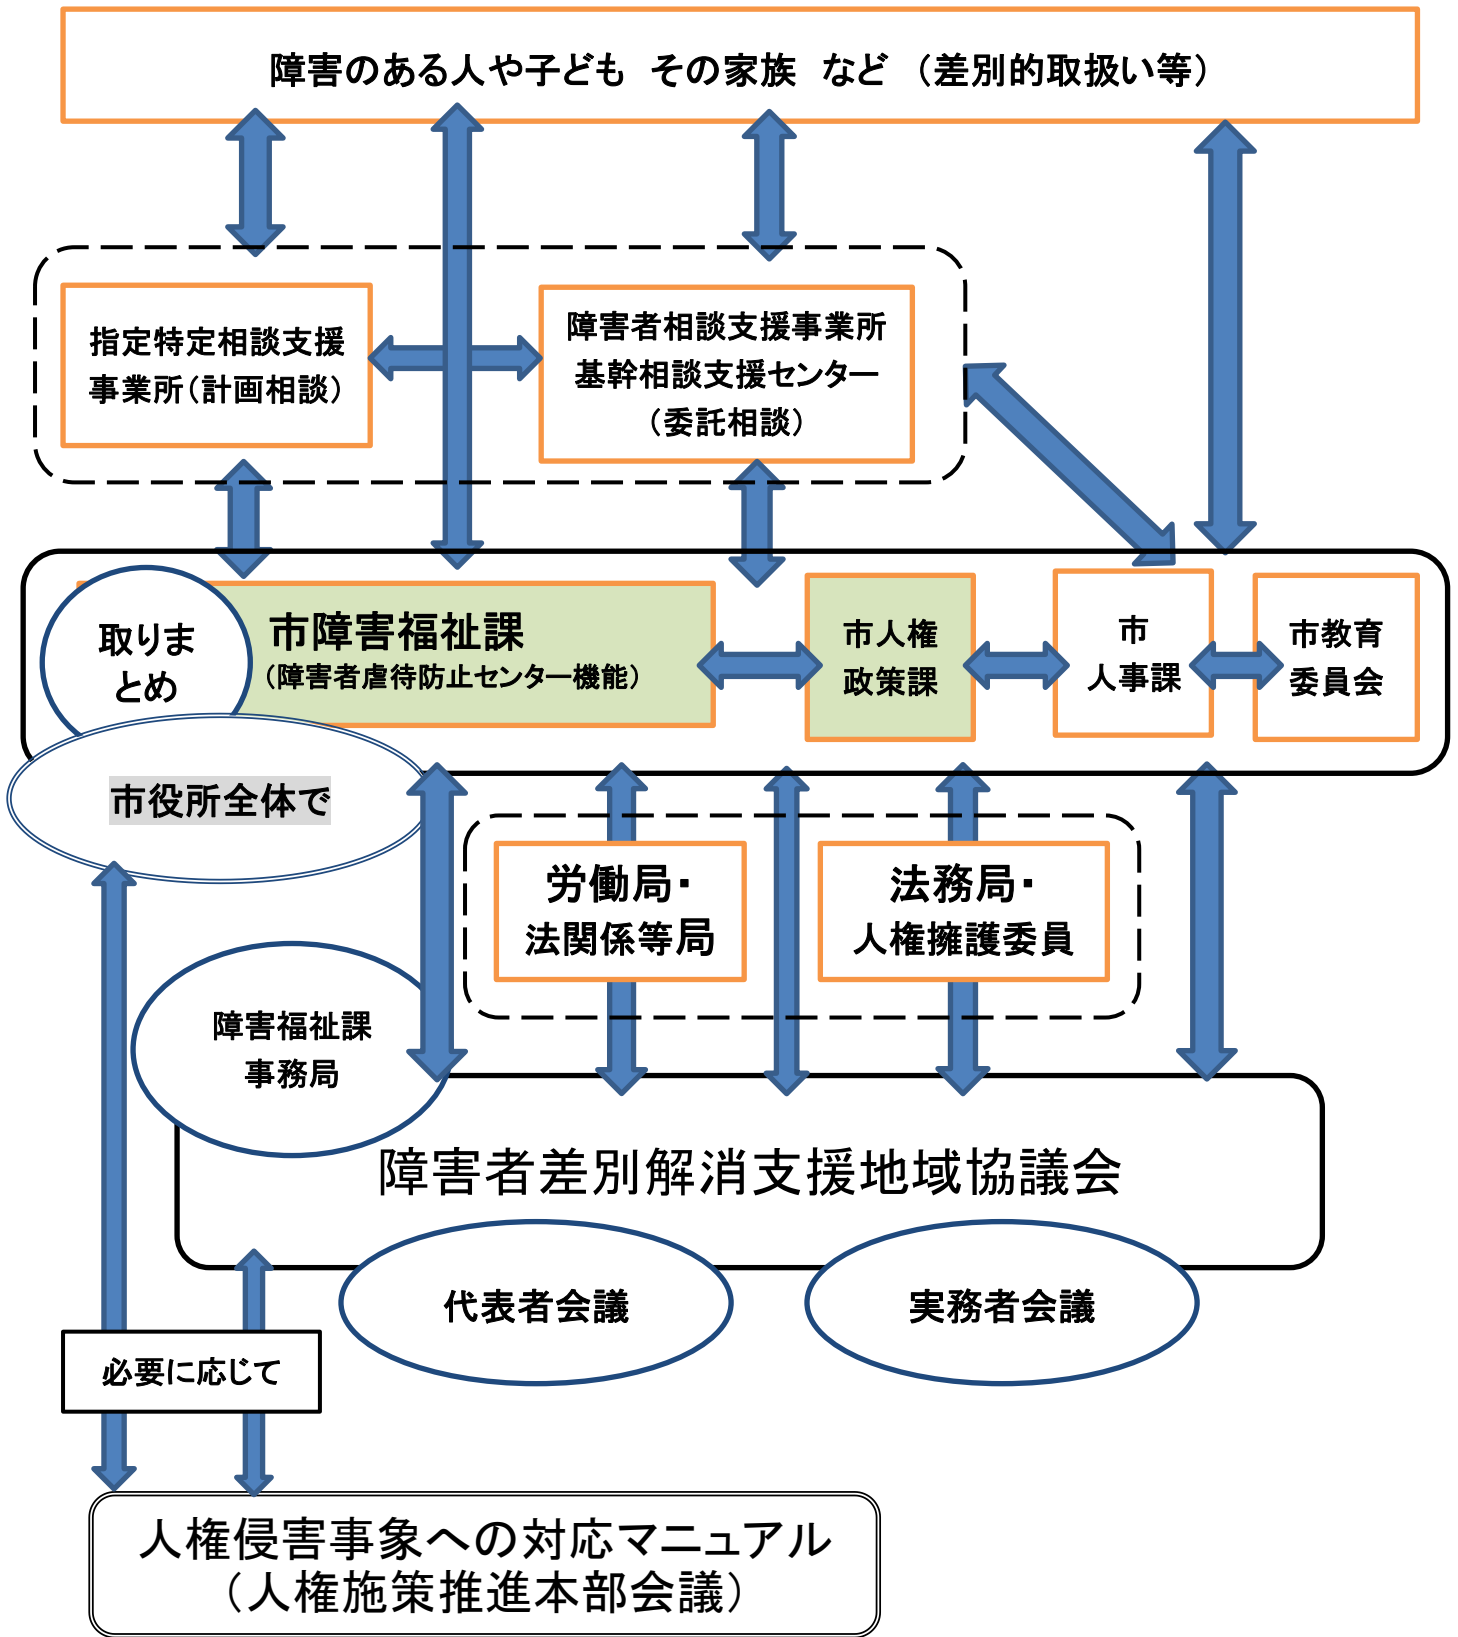 障害のある人や子ども　その家族　など　（差別的取扱い等）
指定特定相談支援
事業所（計画相談）
障害者相談支援事業所
基幹相談支援センター
（委託相談）
取りま
とめ
市障害福祉課
（障害者虐待防止センター機能）
市人権
政策課
市
人事課
市教育
委員会
市役所全体で
労働局・
法関係等局
法務局・
人権擁護委員
障害福祉課
事務局
障害者差別解消支援地域協議会
代表者会議
実務者会議
必要に応じて
人権侵害事象への対応マニュアル
（人権施策推進本部会議）